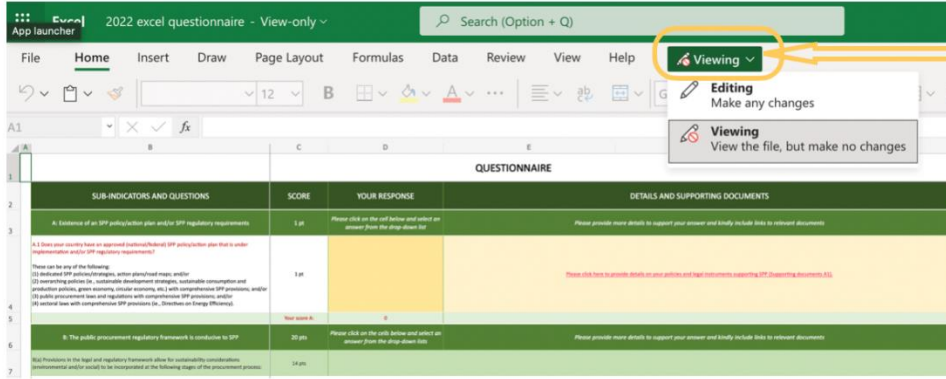 Excel 2022 excel questionnaire - View-only
Search (Option + Q)
App launcher
File Home Insert Draw Page Layout Formulas Data Review View Help Viewing
12 B A ab
Editing
Make any changes
Viewing
View the file, but make no changes
A1 fx
A B C D E
1 QUESTIONNAIRE
2 SUB-INDICATORS AND QUESTIONS SCORE YOUR RESPONSE DETAILS AND SUPPORTING DOCUMENTS
3 A: Existence of an SPP policy/action plan and/or SPP regulatory requirements 1 pt Please click on the cell below and select an answer from the drop-down list Please provide more details to support your answer and kindly include links to relevant documents
A.1 Does your country have an approved (national/federal) SPP policy/action plan that is under
implementation and/or SPP regulatory requirements?
These can be any of the following:
(1) dedicated SPP policies/strategies, action plans/road maps; and/or
(2) overarching policies (ie., sustainable development strategies, sustainable consumption and
production policies, green economy, circular economy, etc.) with comprehensive SPP provisions; and/or
(3) public procurement laws and regulations with comprehensive SPP provisions; and/or
(4) sectoral laws with comprehensive SPP provisions (ie., Directives on Energy Efficiency).
4 1 pt Please click here to provide details on your policies and legal instruments supporting SPP (Supporting documents A1).
5 Your score A: 0
6 B: The public procurement regulatory framework is conducive to SPP 20 pts Please click on the cells below and select an answer from the drop-down lists Please provide more details to support your answer and kindly include links to relevant documents
B(a) Provisions in the legal and regulatory framework allow for sustainability considerations
7 (environmental and/or social) to be incorporated at the following stages of the procurement process: 14 pts